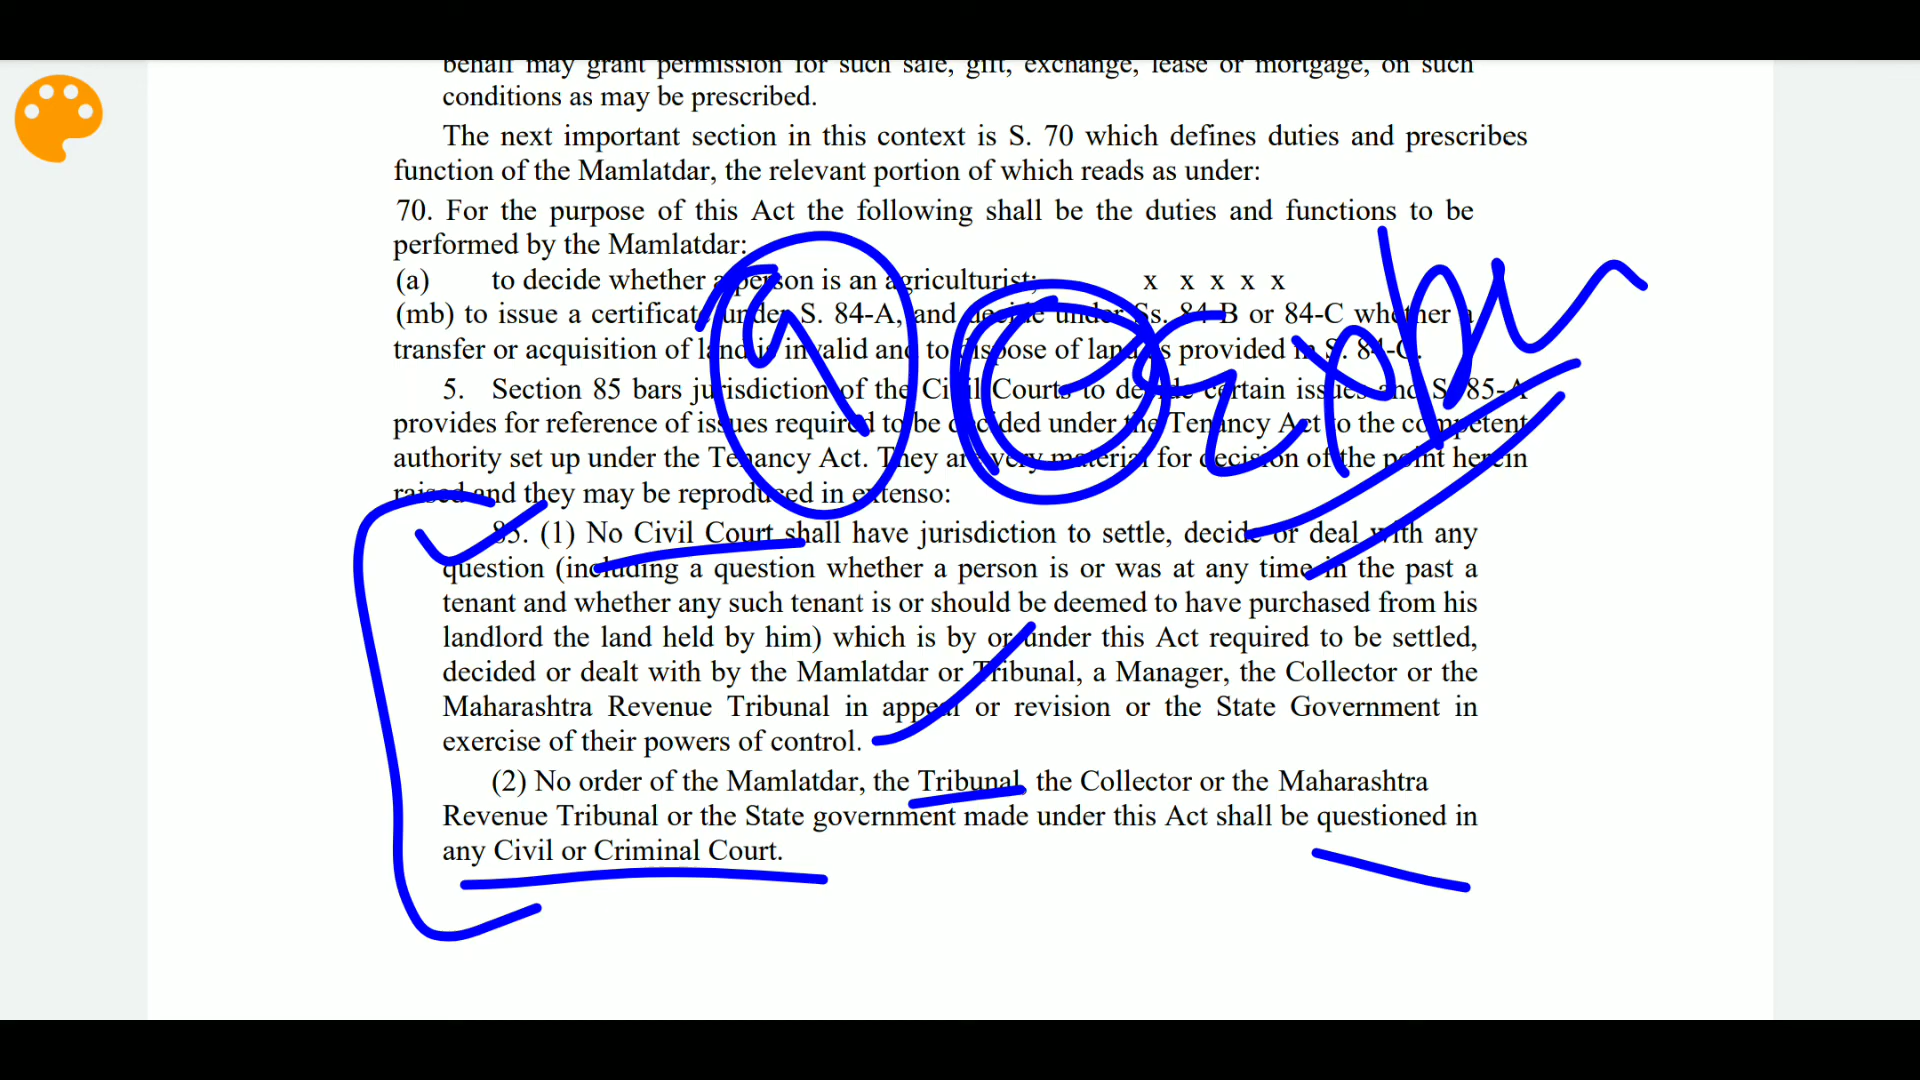 behalf may grant permission for such sale, gift, exchange, lease or mortgage, on such
conditions as may be prescribed.
The next important section in this context is S. 70 which defines duties and prescribes
function of the Mamlatdar, the relevant portion of which reads as under:
70. For the purpose of this Act the following shall be the duties and functions to be
performed by the Mamlatdar:
(a) to decide whether a person is an agriculturist; x x x x x
(mb) to issue a certificate under S. 84-A, and decide under Ss. 84-B or 84-C whether a
transfer or acquisition of land is invalid and to dispose of land as provided in S. 84-C.
5. Section 85 bars jurisdiction of the Civil Courts to decide certain issues and S. 85-A
provides for reference of issues required to be decided under the Tenancy Act to the competent
authority set up under the Tenancy Act. They are very material for decision of the point herein
raised and they may be reproduced in extenso:
85. (1) No Civil Court shall have jurisdiction to settle, decide or deal with any
question (including a question whether a person is or was at any time in the past a
tenant and whether any such tenant is or should be deemed to have purchased from his
landlord the land held by him) which is by or under this Act required to be settled,
decided or dealt with by the Mamlatdar or Tribunal, a Manager, the Collector or the
Maharashtra Revenue Tribunal in appeal or revision or the State Government in
exercise of their powers of control.
(2) No order of the Mamlatdar, the Tribunal, the Collector or the Maharashtra
Revenue Tribunal or the State government made under this Act shall be questioned in
any Civil or Criminal Court.